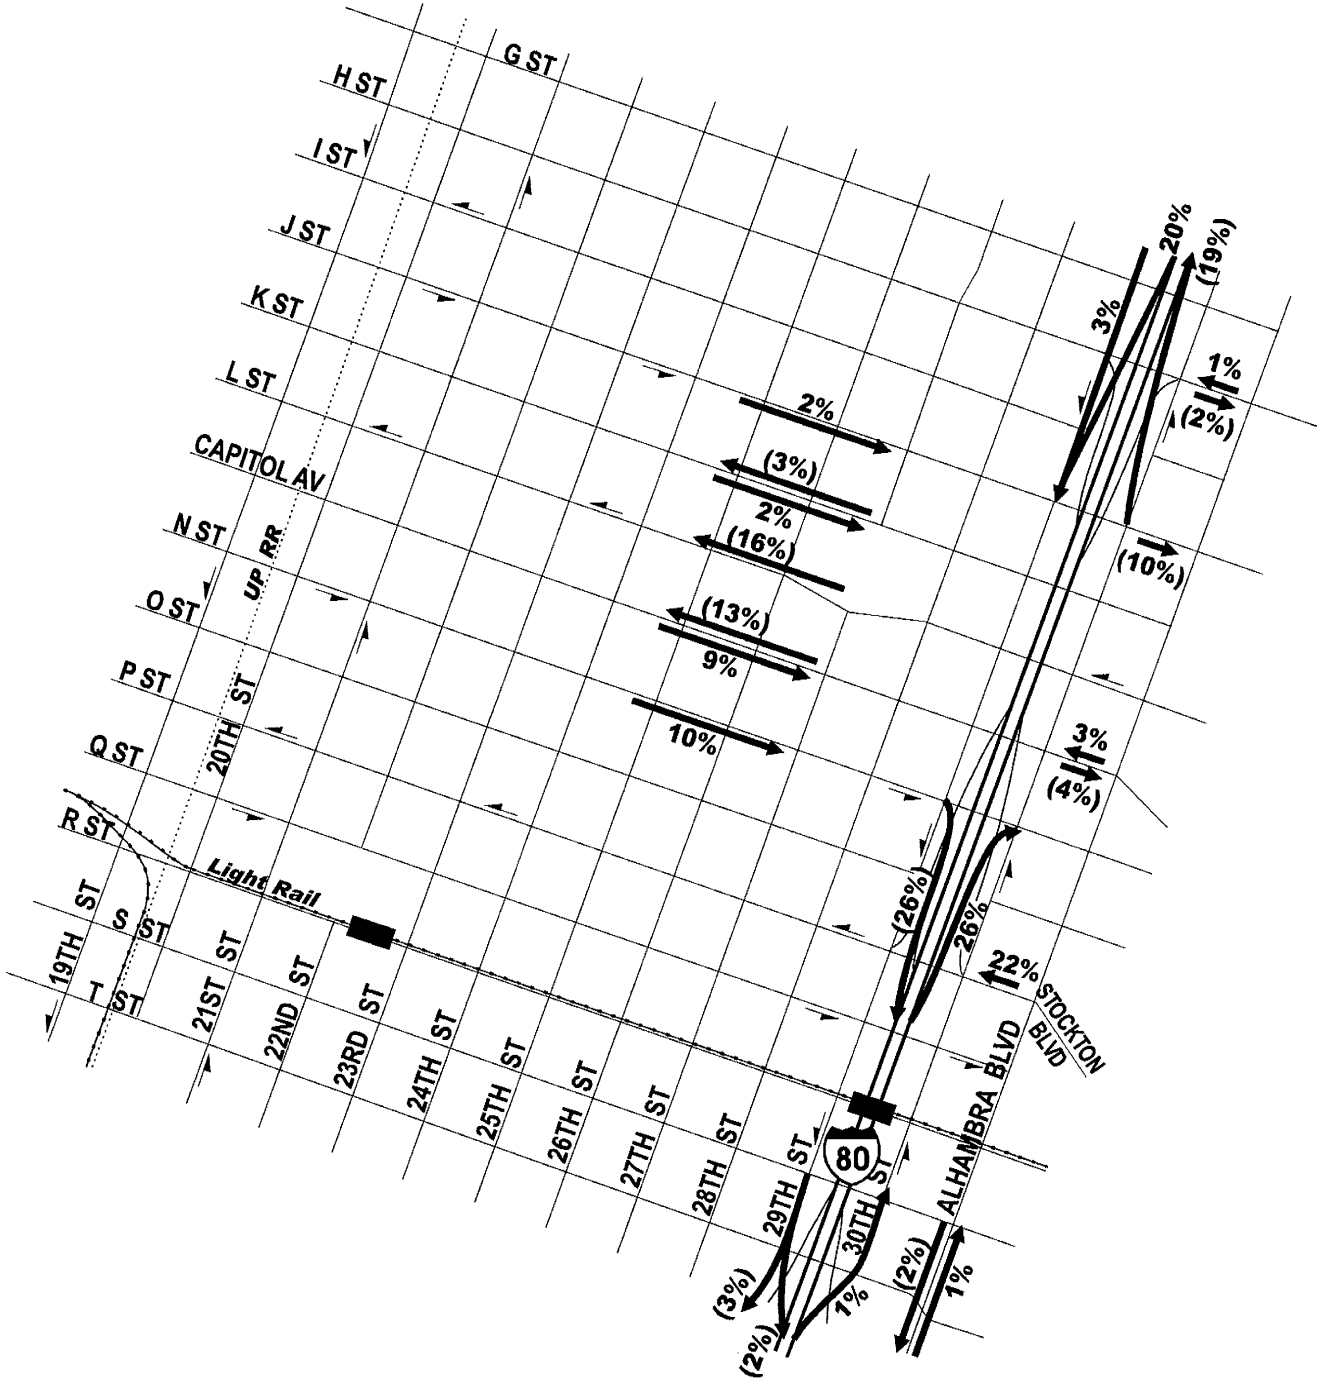 G ST
H ST
I ST
J ST
K ST
L ST
CAPITOL AV
N ST
O ST
P ST
Q ST
R ST
S ST
T ST
UP RR
20TH ST
Light Rail
19TH ST
21ST ST
22ND ST
23RD ST
24TH ST
25TH ST
26TH ST
27TH ST
28TH ST
29TH ST
30TH ST
80
ALHAMBRA BLVD
STOCKTON
BLVD
20%
(19%)
3%
1%
(2%)
2%
(3%)
2%
(16%)
(10%)
(13%)
9%
10%
3%
(4%)
(26%)
26%
22%
(3%)
(2%)
1%
(2%)
1%